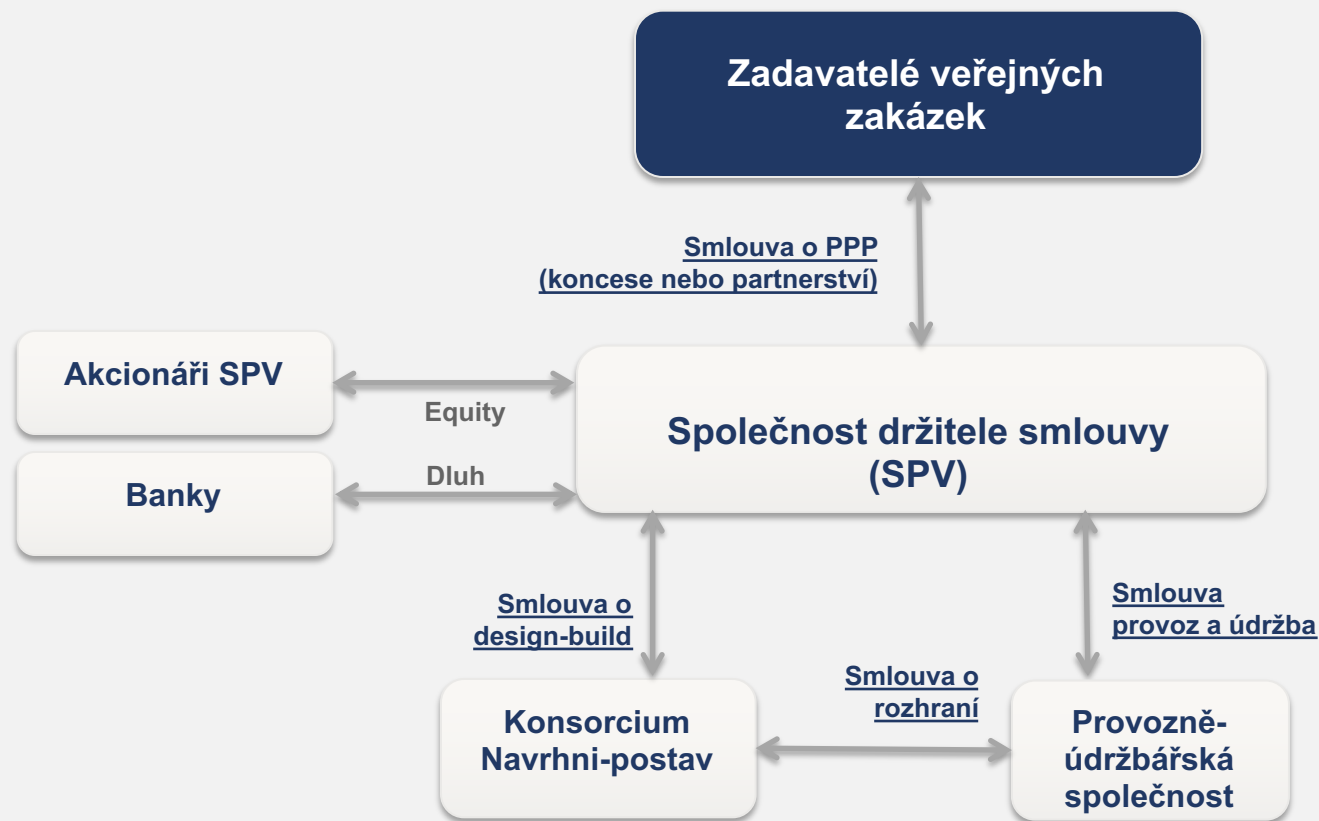 Zadavatelé veřejných
zakázek
Smlouva o PPP
(koncese nebo partnerství)
Akcionáři SPV
Equity
Společnost držitele smlouvy
(SPV)
Dluh
Banky
Smlouva o
design-build
Smlouva
provoz a údržba
Smlouva o
rozhraní
Konsorcium
Navrhni-postav
Provozně-
údržbářská
společnost